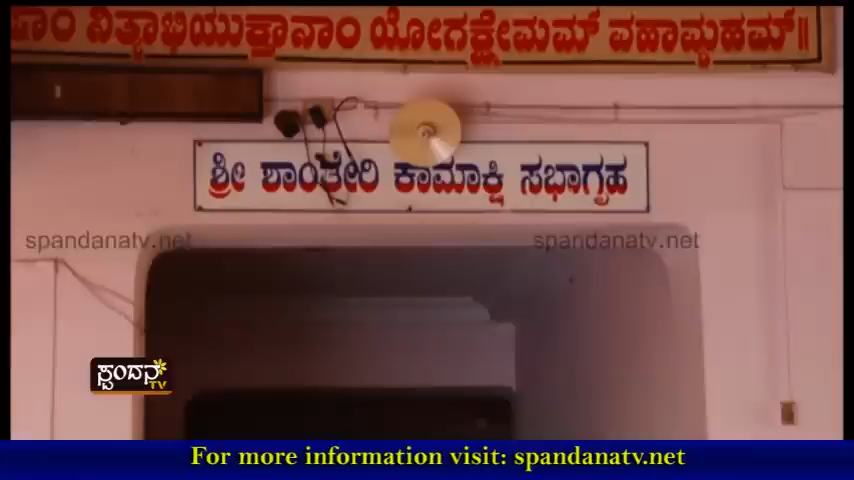 ನಿತ್ಯಾಭಿಯುಕ್ತಾನಾಂ ಯೋಗಕ್ಷೇಮಮ್ ವಹಾಮ್ಯಹಮ್॥
ಶ್ರೀ ಶಾಂತೇರಿ ಕಾಮಾಕ್ಷಿ ಸಭಾಗೃಹ
spandanatv.net spandanatv.net
ಸ್ಪಂದನ TV
For more information visit: spandanatv.net